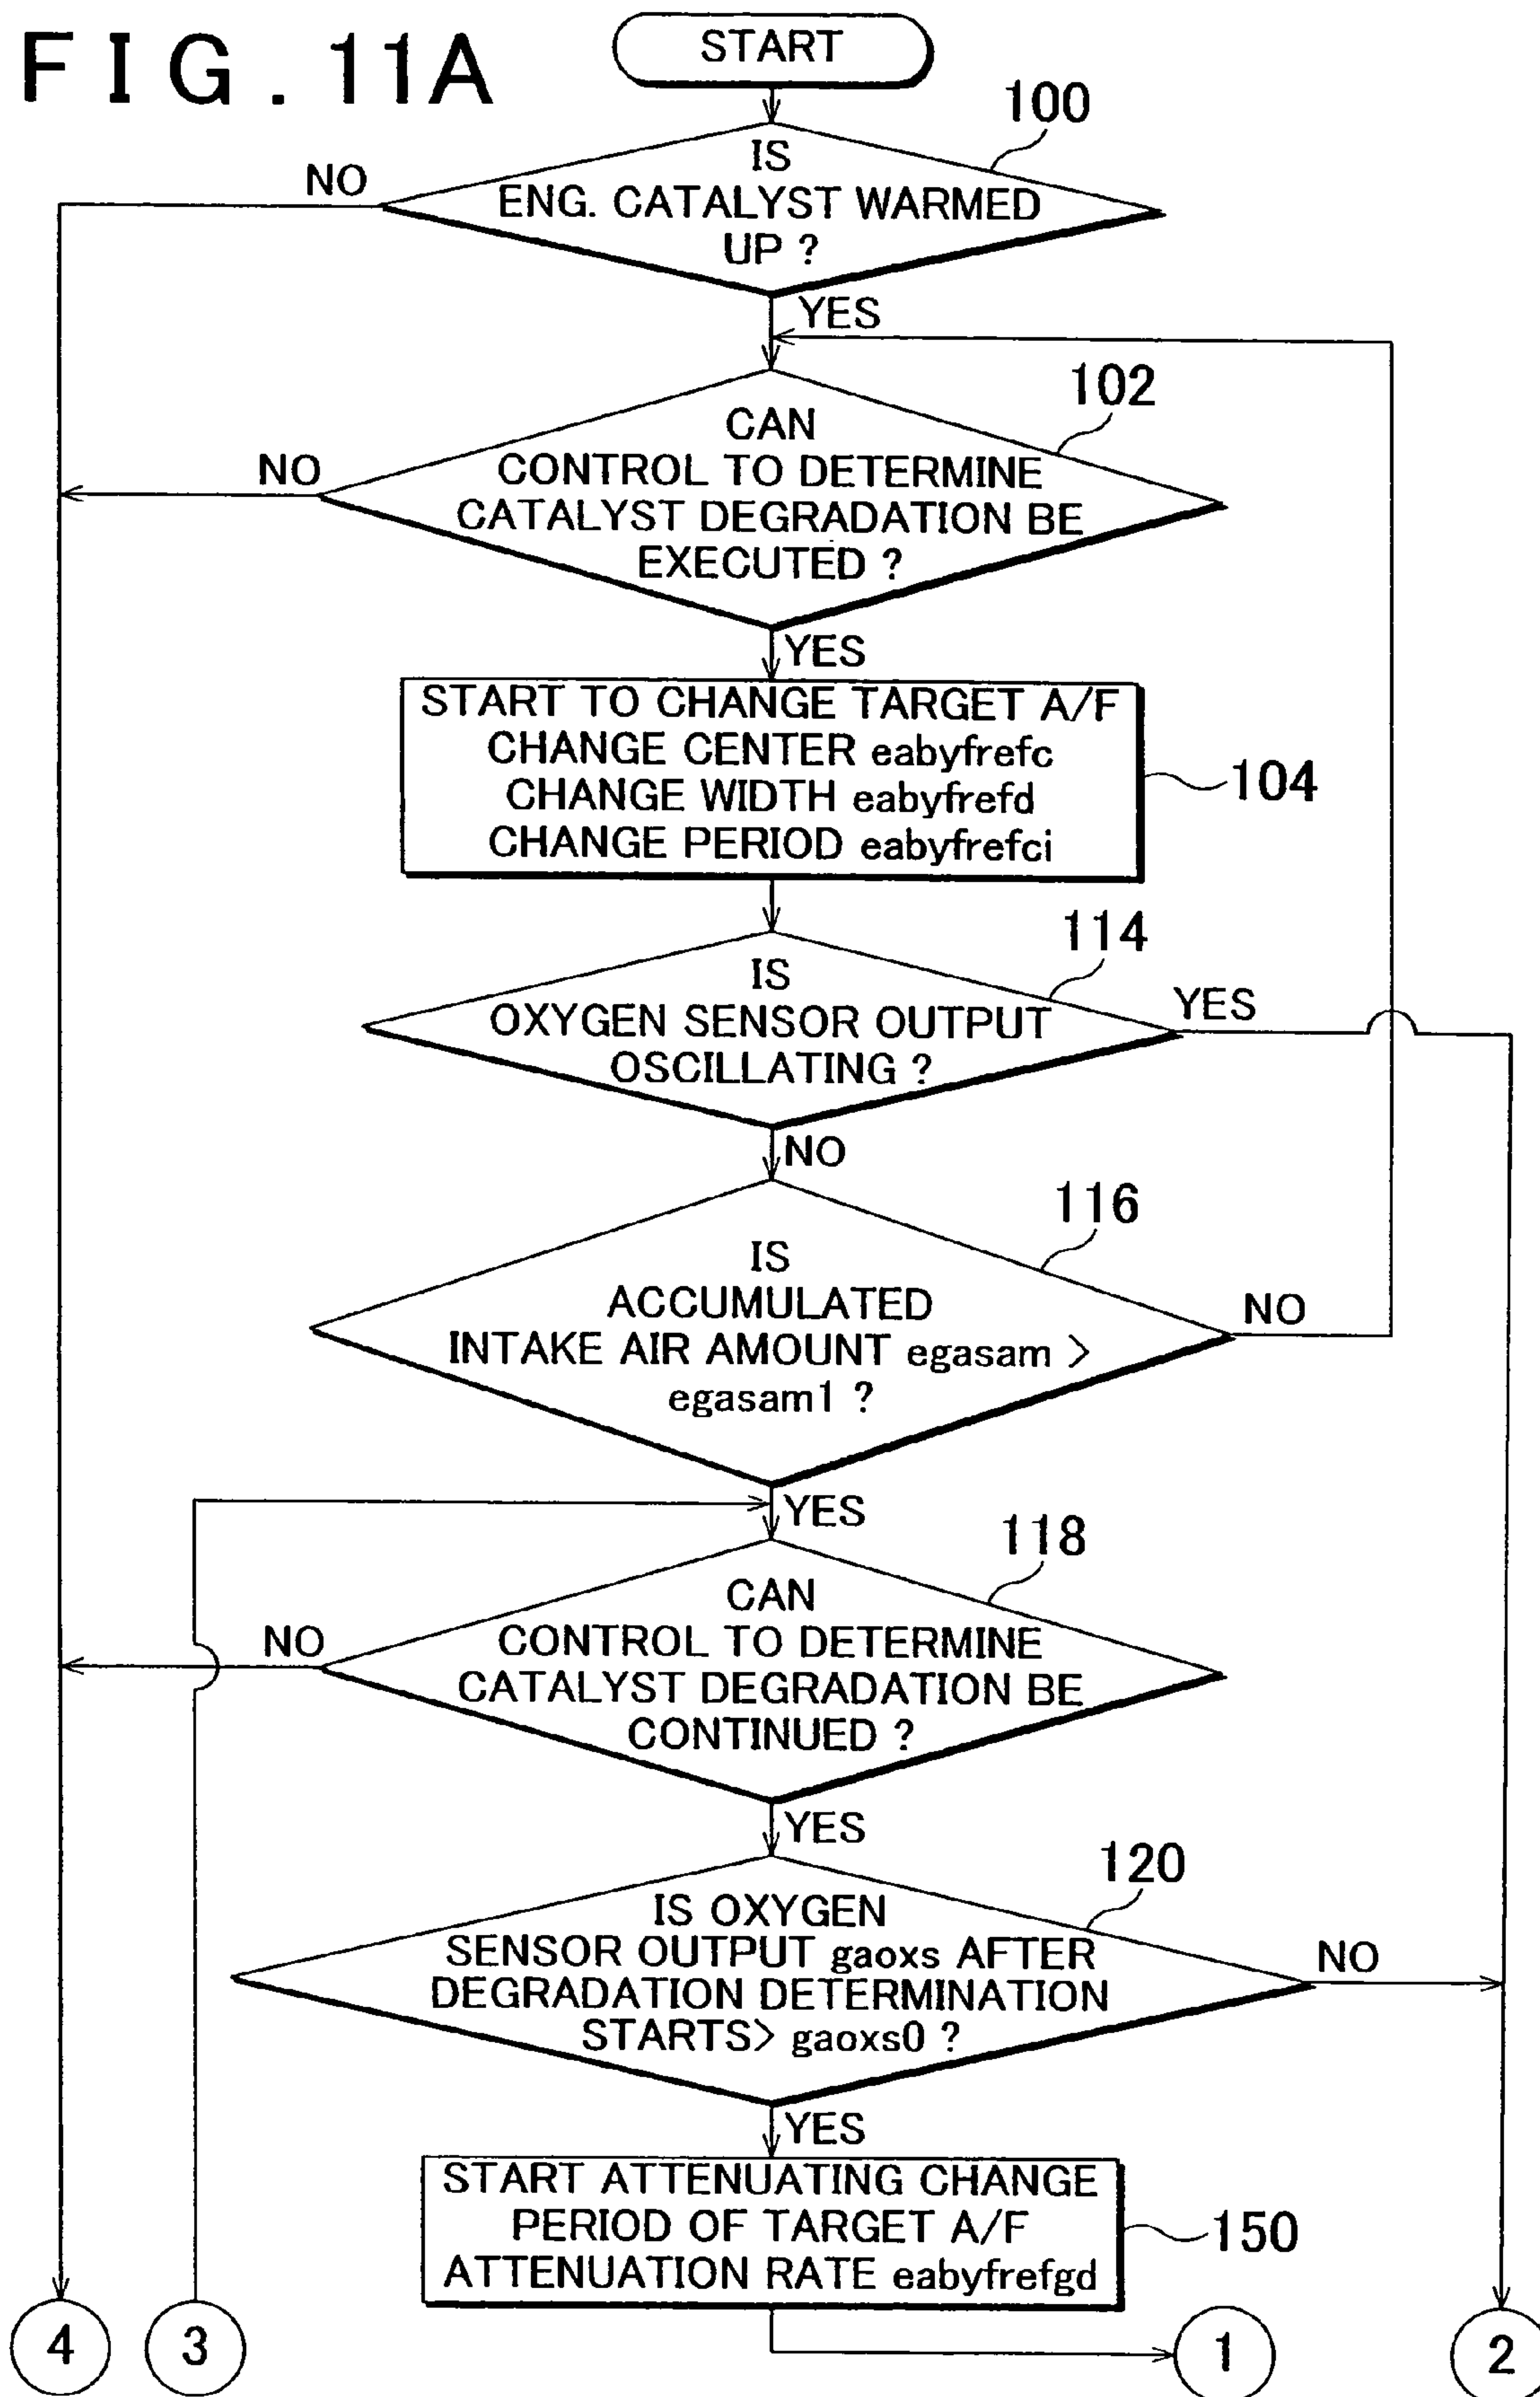 FIG. 11A
START
100
IS
ENG. CATALYST WARMED
UP ?
NO
YES
102
CAN
CONTROL TO DETERMINE
CATALYST DEGRADATION BE
EXECUTED ?
NO
YES
START TO CHANGE TARGET A/F
CHANGE CENTER eabyfrefc
CHANGE WIDTH eabyfrefd
CHANGE PERIOD eabyfrefci
104
114
IS
OXYGEN SENSOR OUTPUT
OSCILLATING ?
YES
NO
116
IS
ACCUMULATED
INTAKE AIR AMOUNT egasam >
egasam1 ?
NO
YES
118
CAN
CONTROL TO DETERMINE
CATALYST DEGRADATION BE
CONTINUED ?
NO
YES
120
IS OXYGEN
SENSOR OUTPUT gaoxs AFTER
DEGRADATION DETERMINATION
STARTS> gaoxs0 ?
NO
YES
START ATTENUATING CHANGE
PERIOD OF TARGET A/F
ATTENUATION RATE eabyfrefgd
150
4
3
1
2